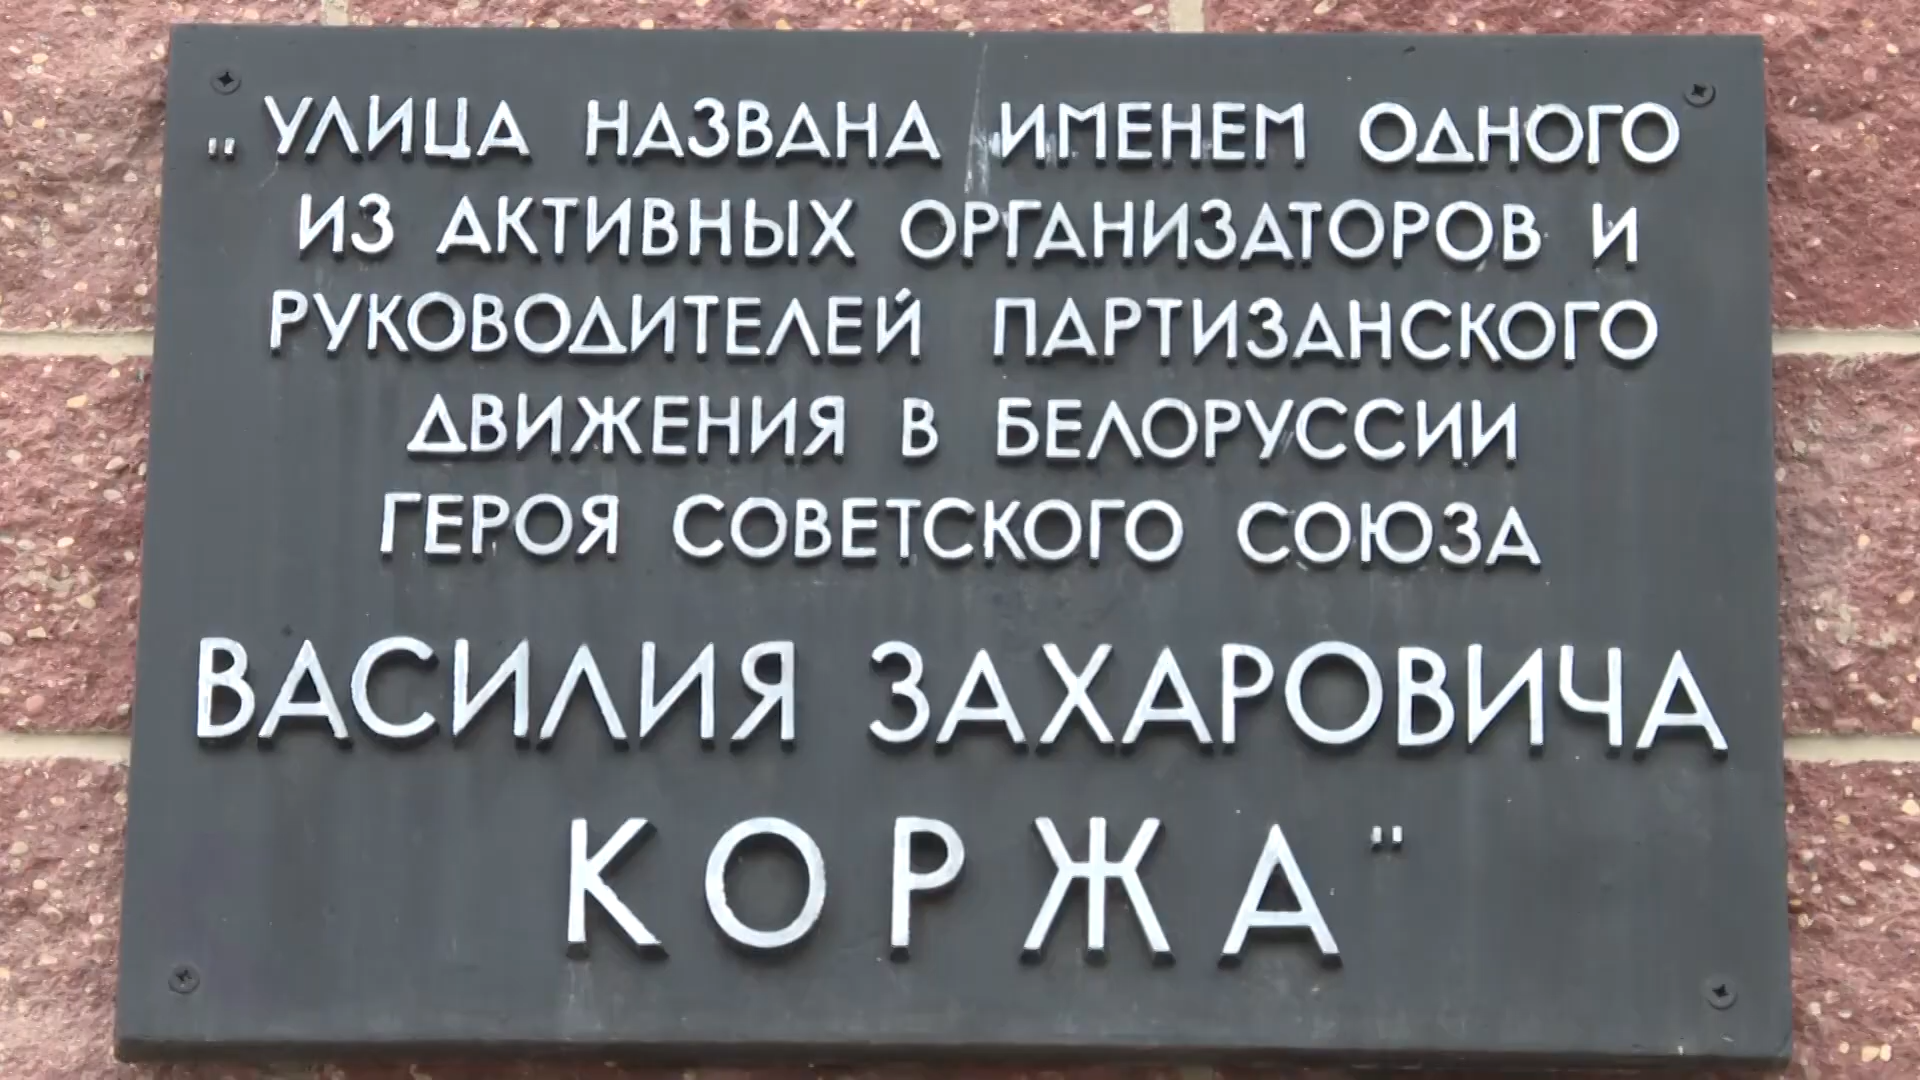 „УЛИЦА НАЗВАНА ИМЕНЕМ ОДНОГО
ИЗ АКТИВНЫХ ОРГАНИЗАТОРОВ И
РУКОВОДИТЕЛЕЙ ПАРТИЗАНСКОГО
ДВИЖЕНИЯ В БЕЛОРУССИИ
ГЕРОЯ СОВЕТСКОГО СОЮЗА
ВАСИЛИЯ ЗАХАРОВИЧА
КОРЖА"